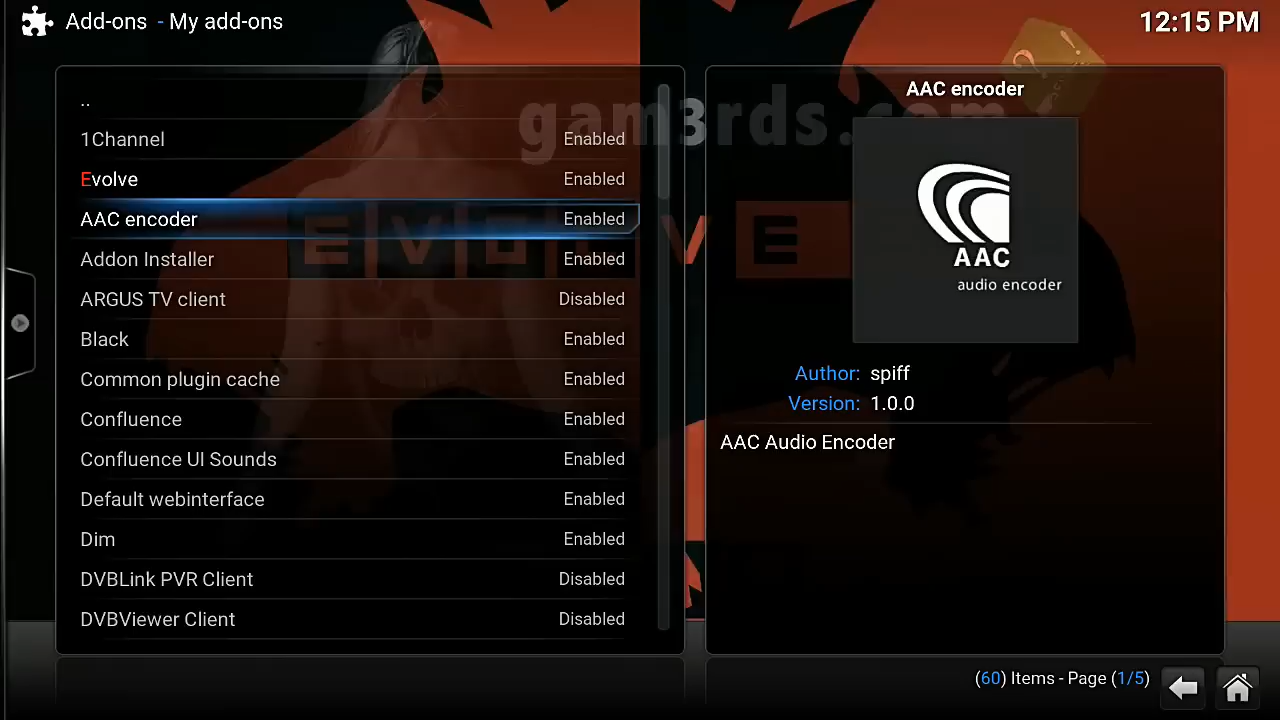 Add-ons - My add-ons
12:15 PM
..
1Channel Enabled
Evolve Enabled
AAC encoder Enabled
Addon Installer Enabled
ARGUS TV client Disabled
Black Enabled
Common plugin cache Enabled
Confluence Enabled
Confluence UI Sounds Enabled
Default webinterface Enabled
Dim Enabled
DVBLink PVR Client Disabled
DVBViewer Client Disabled
gam3rds.com
EVOLVE
AAC encoder
AAC
audio encoder
Author: spiff
Version: 1.0.0
AAC Audio Encoder
(60) Items - Page (1/5)